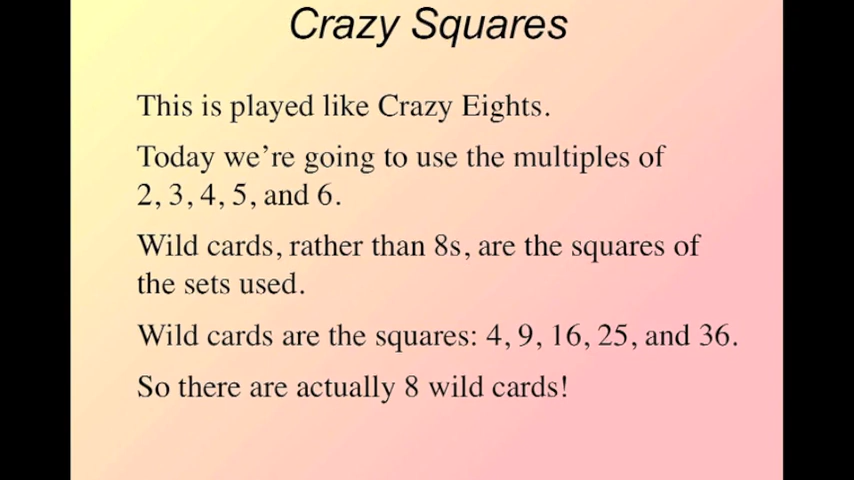 Crazy Squares
This is played like Crazy Eights.
Today we’re going to use the multiples of
2, 3, 4, 5, and 6.
Wild cards, rather than 8s, are the squares of
the sets used.
Wild cards are the squares: 4, 9, 16, 25, and 36.
So there are actually 8 wild cards!